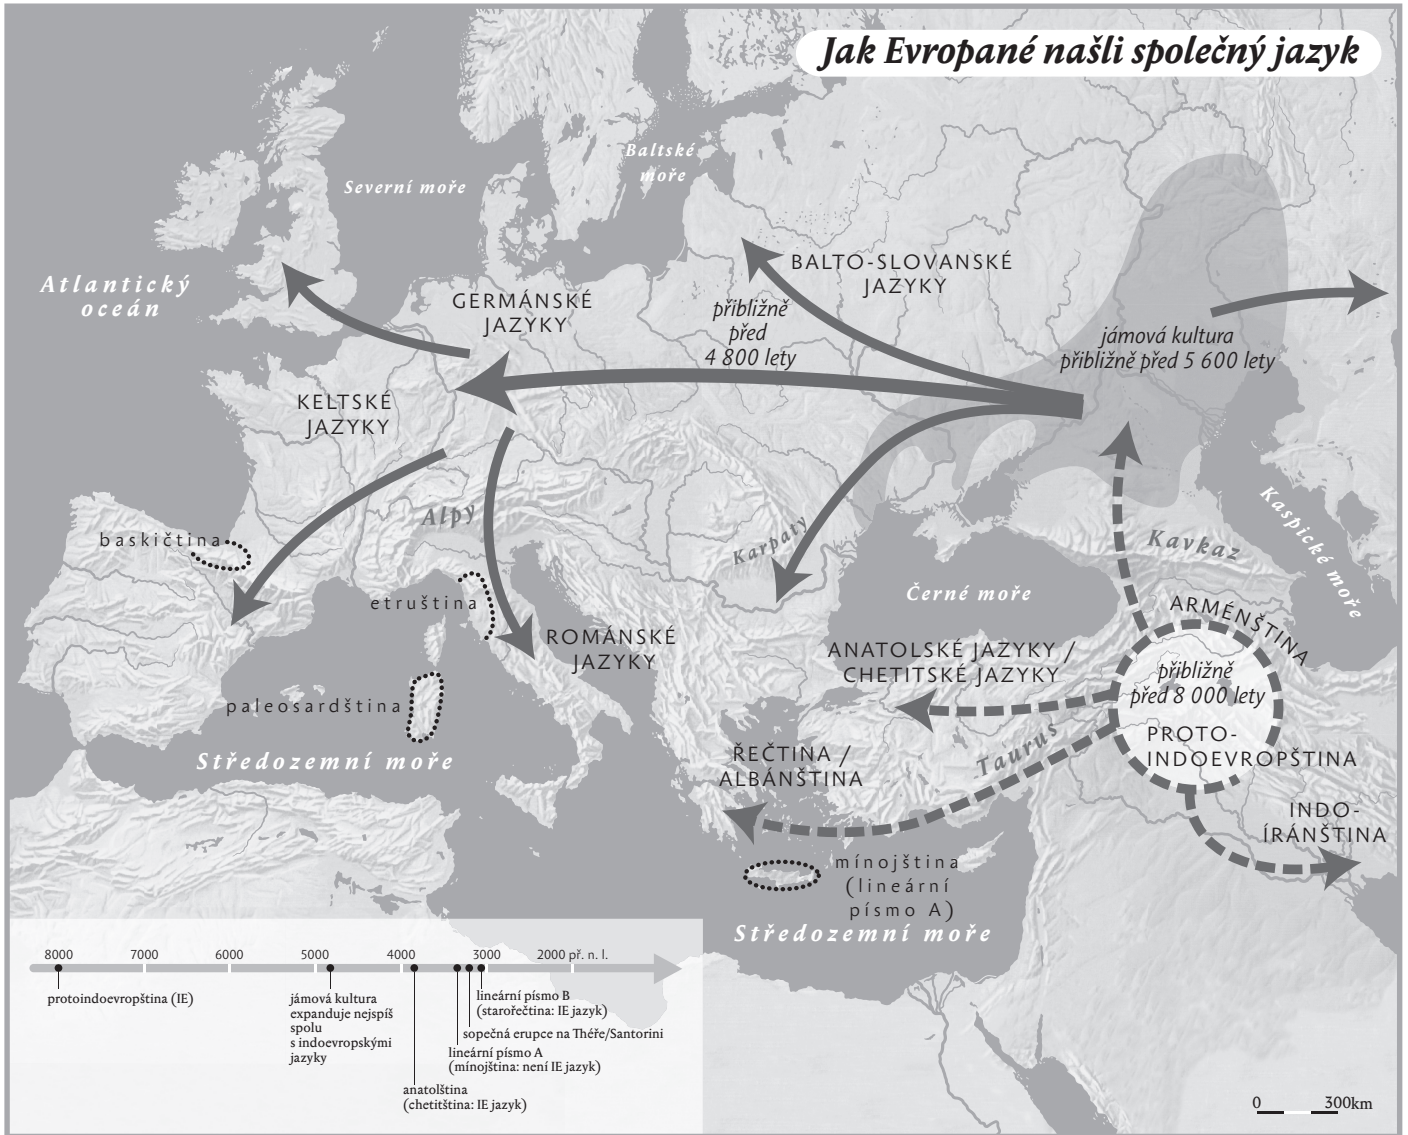 Jak Evropané našli společný jazyk
Baltské
moře
Severní moře
Atlantický
oceán
BALTO-SLOVANSKÉ
JAZYKY
GERMÁNSKÉ
JAZYKY
přibližně
před
4 800 lety
jámová kultura
přibližně před 5 600 lety
KELTSKÉ
JAZYKY
Alpy
Karpaty
Kavkaz
Kaspické moře
baskičtina
etruština
Černé moře
ARMÉNŠTINA
ROMÁNSKÉ
JAZYKY
ANATOLSKÉ JAZYKY /
CHETITSKÉ JAZYKY
přibližně
před 8 000 lety
paleosardština
PROTO-
INDOEVROPŠTINA
Taurus
Středozemní moře
ŘEČTINA /
ALBÁNŠTINA
INDO-
ÍRÁNŠTINA
mínojština
(lineární
písmo A)
Středozemní moře
8000 7000 6000 5000 4000 3000 2000 př. n. l.
protoindoevropština (IE)
jámová kultura
expanduje nejspíš
spolu
s indoevropskými
jazyky
lineární písmo B
(starořečtina: IE jazyk)
sopečná erupce na Théře/Santorini
lineární písmo A
(mínojština: není IE jazyk)
anatolština
(chetitština: IE jazyk)
0 300km